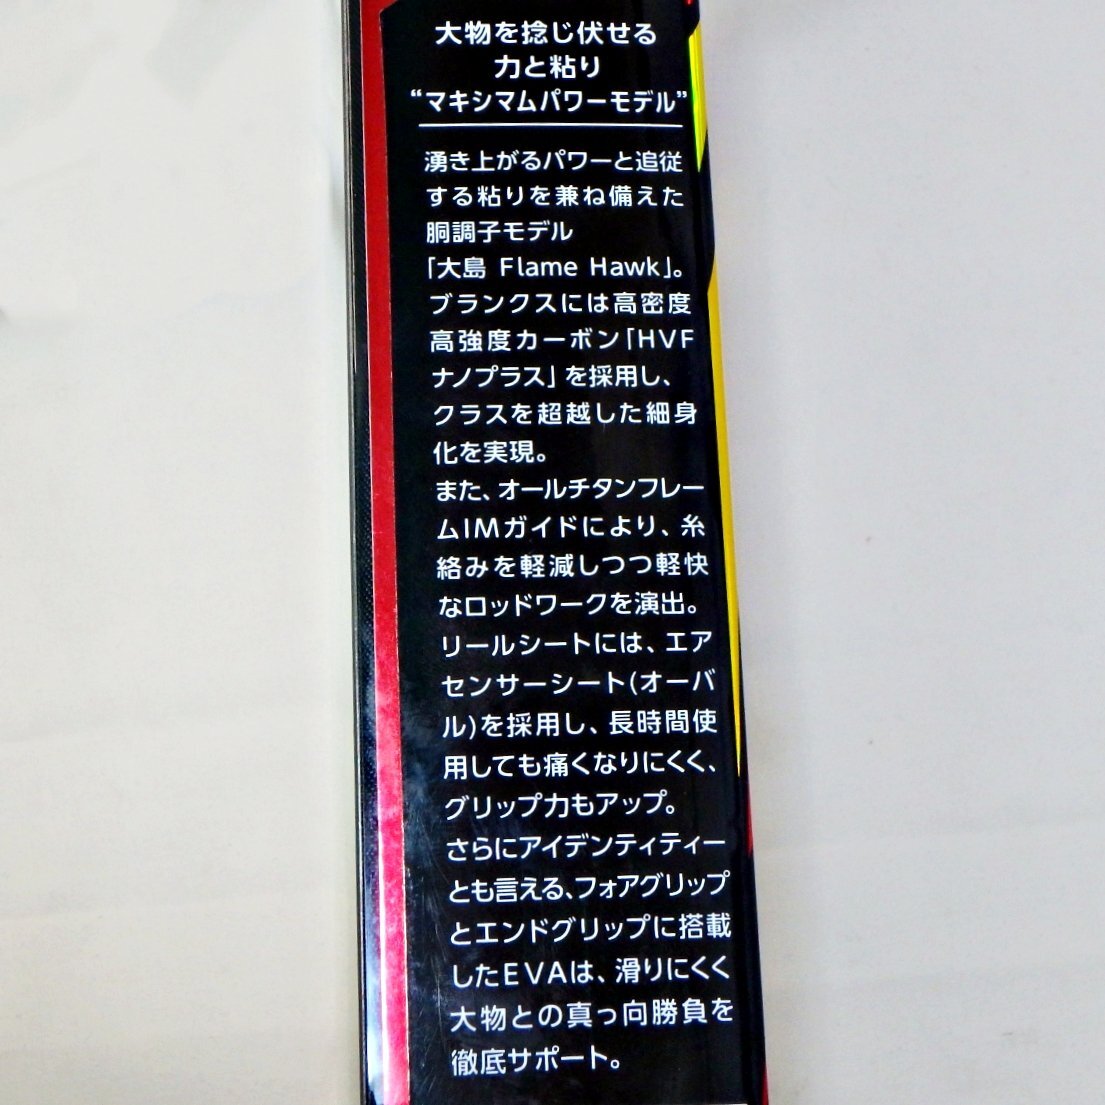 大物を捻じ伏せる
力と粘り
“マキシマムパワーモデル”
湧き上がるパワーと追従
する粘りを兼ね備えた
胴調子モデル
「大島 Flame Hawk」。
ブランクスには高密度
高強度カーボン「HVF
ナノプラス」を採用し、
クラスを超越した細身
化を実現。
また、オールチタンフレー
ムIMガイドにより、糸
絡みを軽減しつつ軽快
なロッドワークを演出。
リールシートには、エア
センサーシート(オーバ
ル)を採用し、長時間使
用しても痛くなりにくく、
グリップ力もアップ。
さらにアイデンティティー
とも言える、フォアグリップ
とエンドグリップに搭載
したEVAは、滑りにくく
大物との真っ向勝負を
徹底サポート。